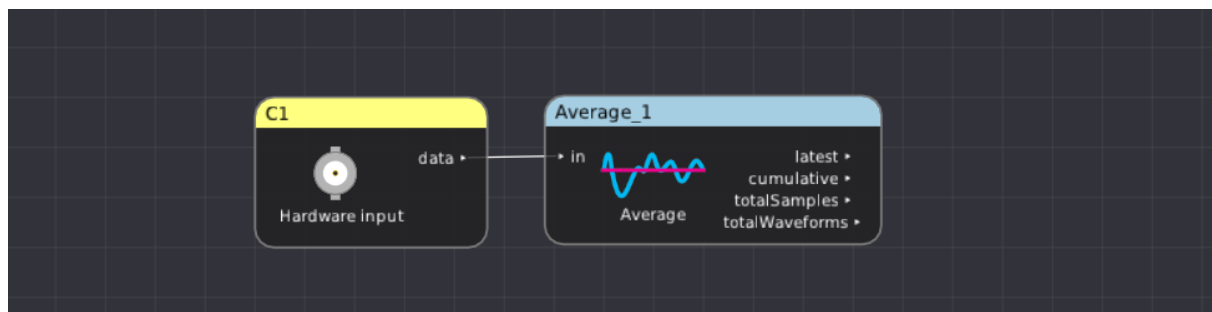 C1
data
Hardware input
Average_1
in
Average
latest
cumulative
totalSamples
totalWaveforms